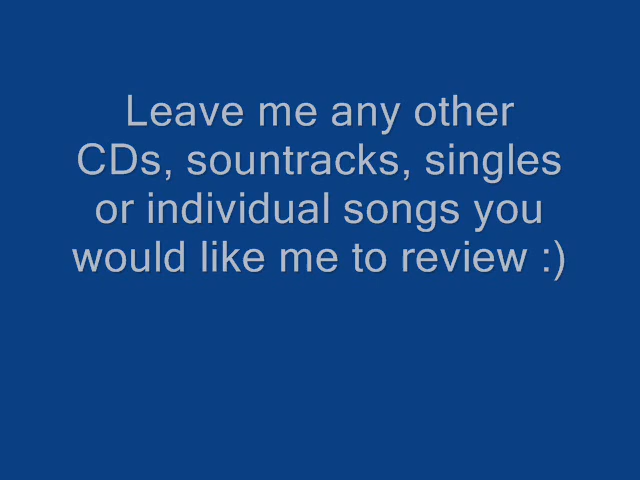 Leave me any other
CDs, sountracks, singles
or individual songs you
would like me to review :)